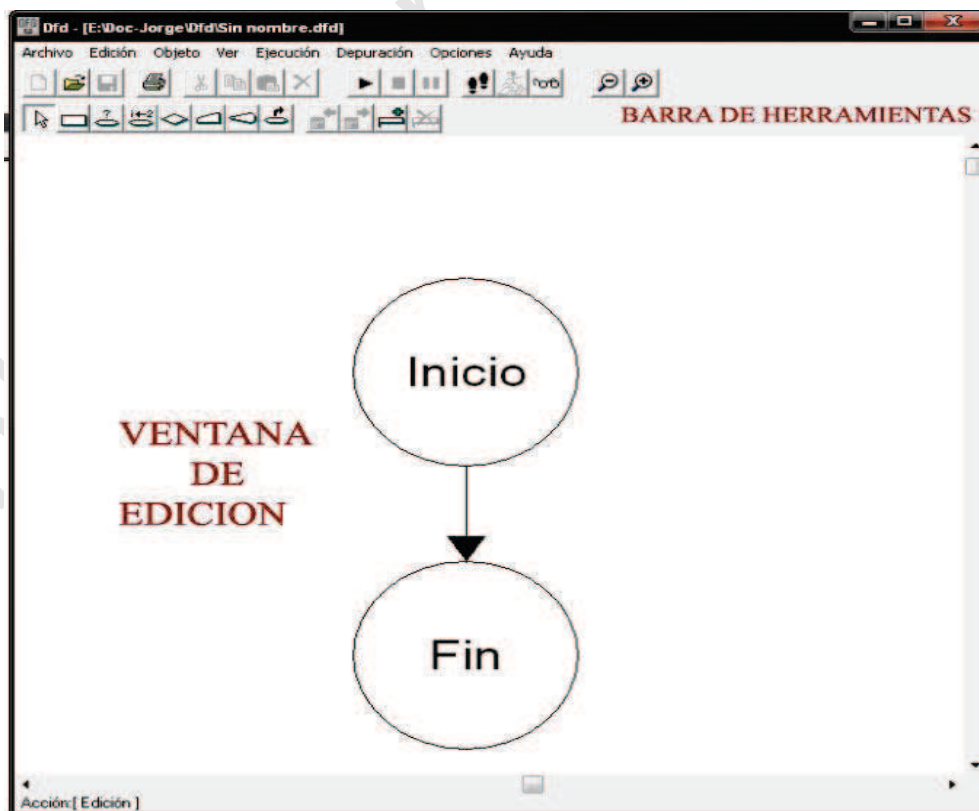 Dfd - [E:\Doc-Jorge\Dfd\Sin nombre.dfd]
Archivo Edición Objeto Ver Ejecución Depuración Opciones Ayuda
BARRA DE HERRAMIENTAS
Inicio
VENTANA
DE
EDICION
Fin
Acción:[ Edición ]